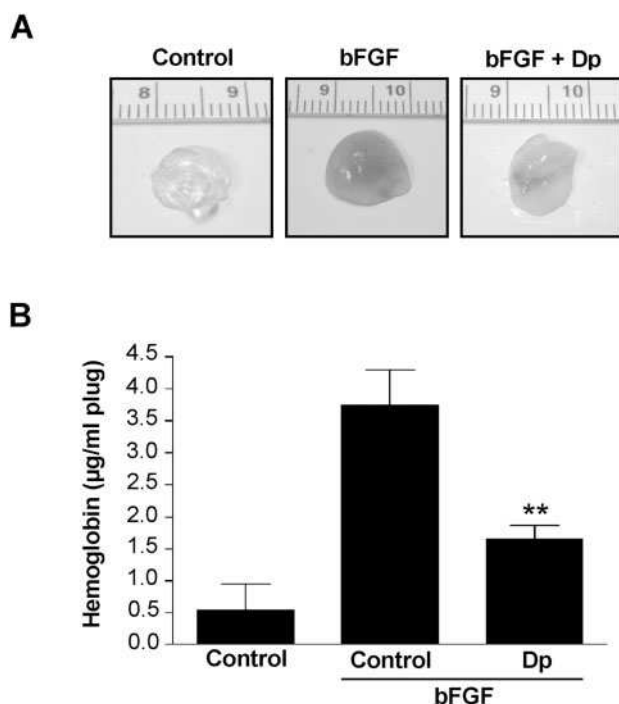 A
Control
bFGF
bFGF + Dp
8 9
9 10
9 10
B
Hemoglobin (µg/ml plug)
4.5
4.0
3.5
3.0
2.5
2.0
1.5
1.0
0.5
0.0
**
Control
Control
Dp
bFGF